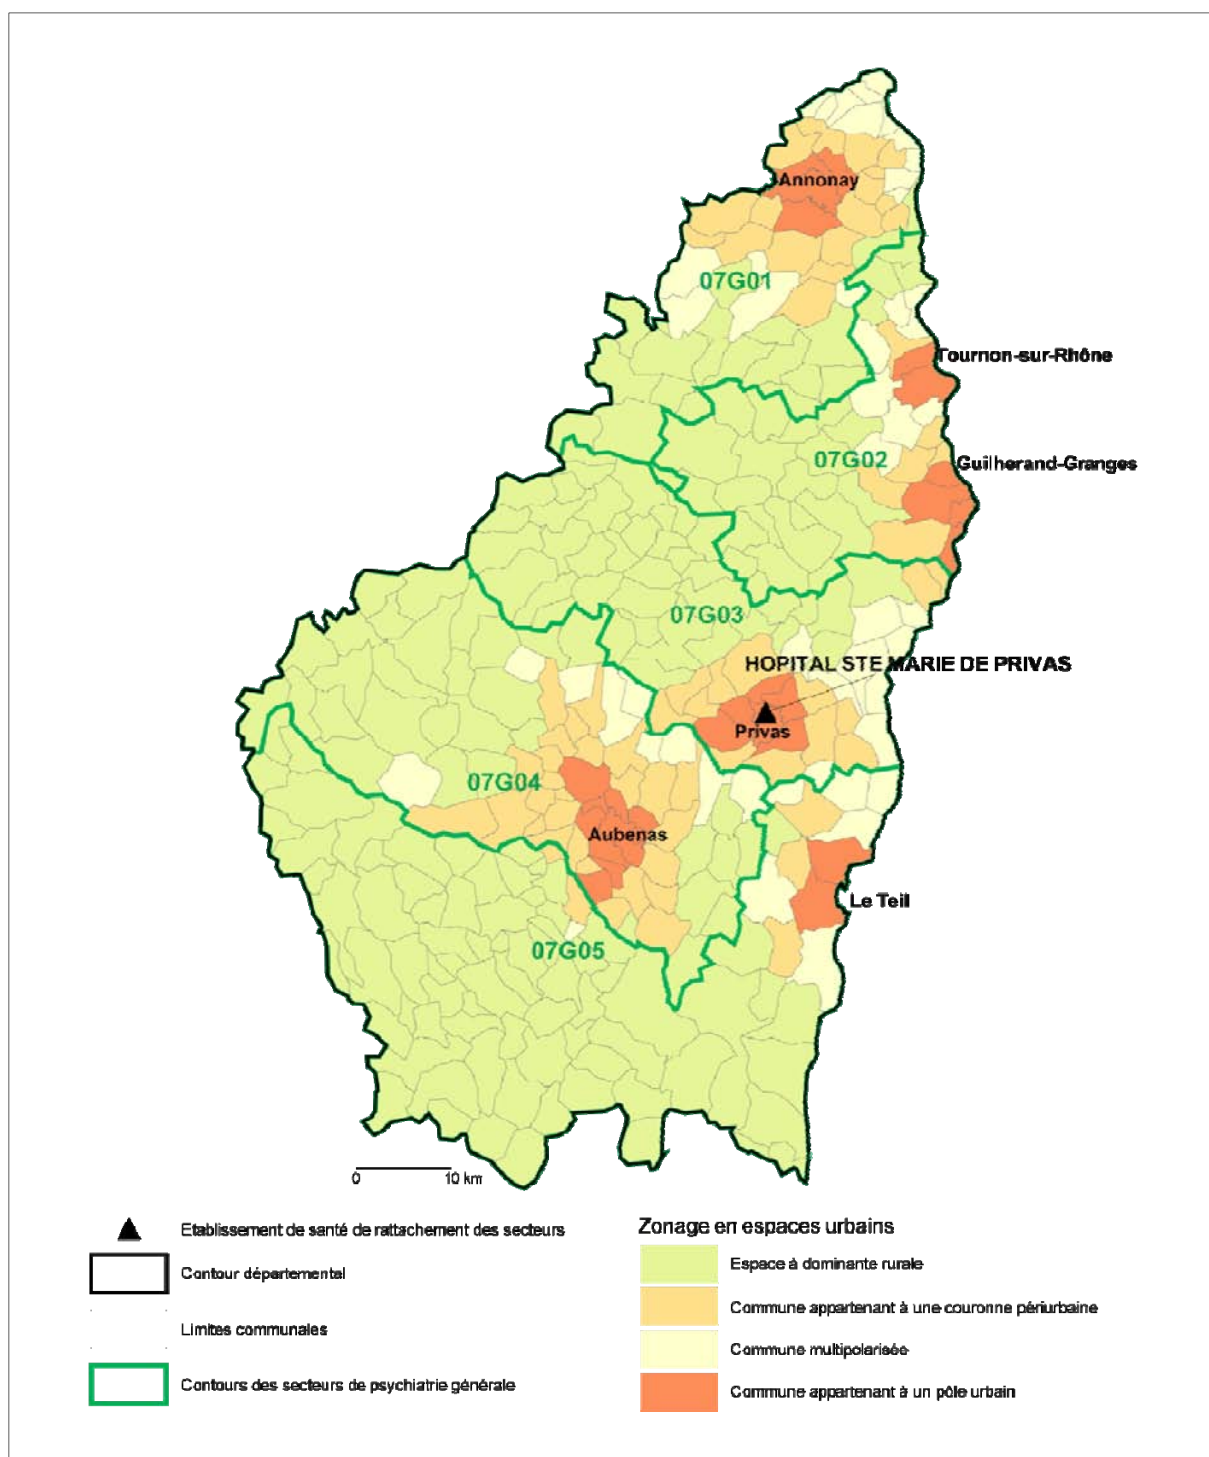 Annonay
07G01
Tournon-sur-Rhône
07G02
Guilherand-Granges
07G03
HOPITAL STE MARIE DE PRIVAS
Privas
07G04
Aubenas
Le Teil
07G05
0 10 km
Etablissement de santé de rattachement des secteurs
Contour départemental
Limites communales
Contours des secteurs de psychiatrie générale
Zonage en espaces urbains
Espace à dominante rurale
Commune appartenant à une couronne périurbaine
Commune multipolarisée
Commune appartenant à un pôle urbain